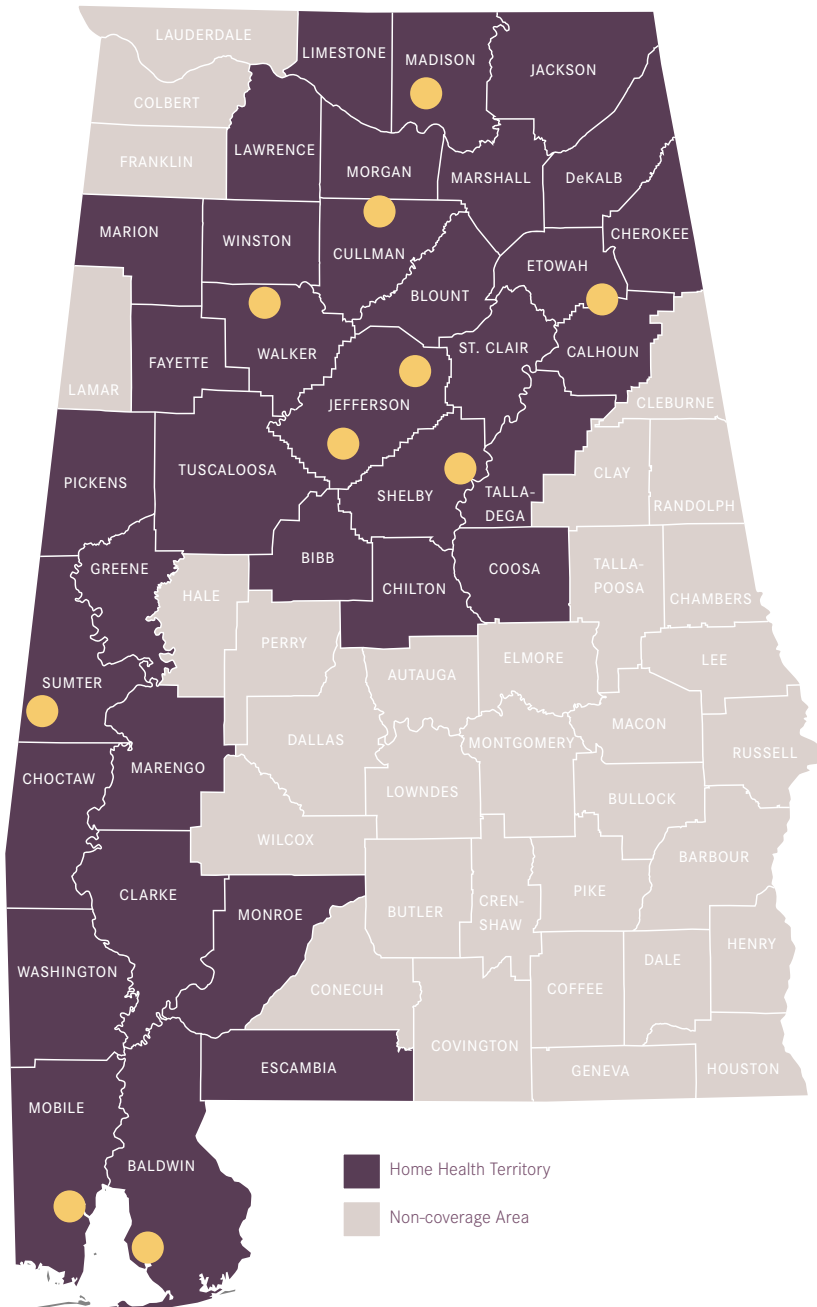 LAUDERDALE
LIMESTONE
MADISON
JACKSON
COLBERT
FRANKLIN
LAWRENCE
MORGAN
MARSHALL
DeKALB
MARION
WINSTON
CULLMAN
CHEROKEE
ETOWAH
BLOUNT
LAMAR
FAYETTE
WALKER
ST. CLAIR
CALHOUN
JEFFERSON
CLEBURNE
PICKENS
TUSCALOOSA
SHELBY
TALLA-
DEGA
CLAY
RANDOLPH
GREENE
HALE
BIBB
CHILTON
COOSA
TALLA-
POOSA
CHAMBERS
SUMTER
PERRY
AUTAUGA
ELMORE
LEE
CHOCTAW
MARENGO
DALLAS
MONTGOMERY
MACON
RUSSELL
LOWNDES
BULLOCK
WILCOX
BARBOUR
CLARKE
MONROE
BUTLER
CREN-
SHAW
PIKE
HENRY
WASHINGTON
CONECUH
COFFEE
DALE
COVINGTON
ESCAMBIA
GENEVA
HOUSTON
MOBILE
BALDWIN
Home Health Territory
Non-coverage Area